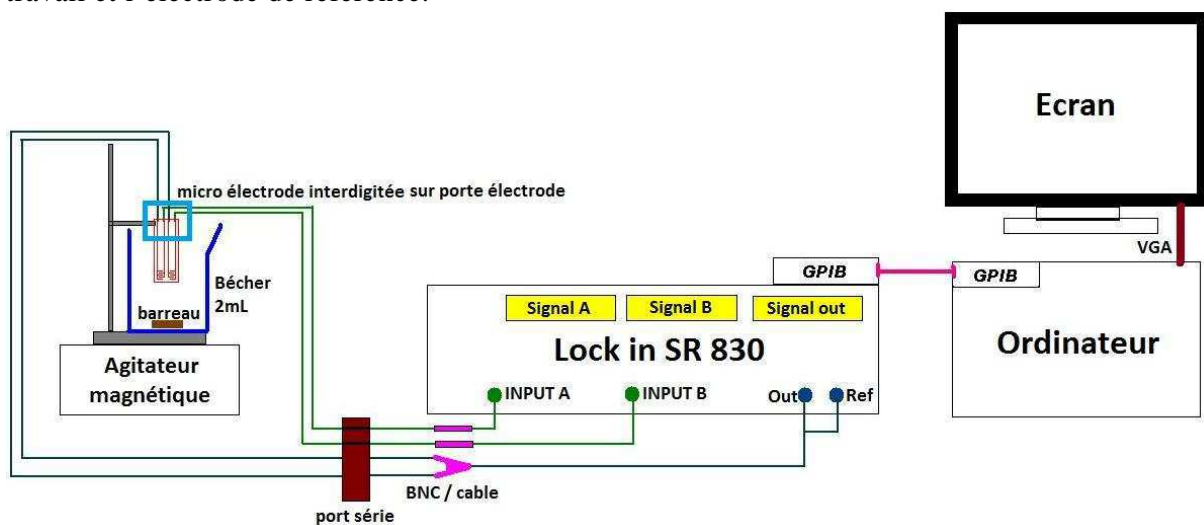 travail et l'électrode de référence.
Ecran
micro électrode interdigitée sur porte électrode
VGA
GPIB
GPIB
Bécher
2mL
barreau
Signal A
Signal B
Signal out
Lock in SR 830
Ordinateur
Agitateur
magnétique
INPUT A
INPUT B
Out
Ref
BNC / cable
port série